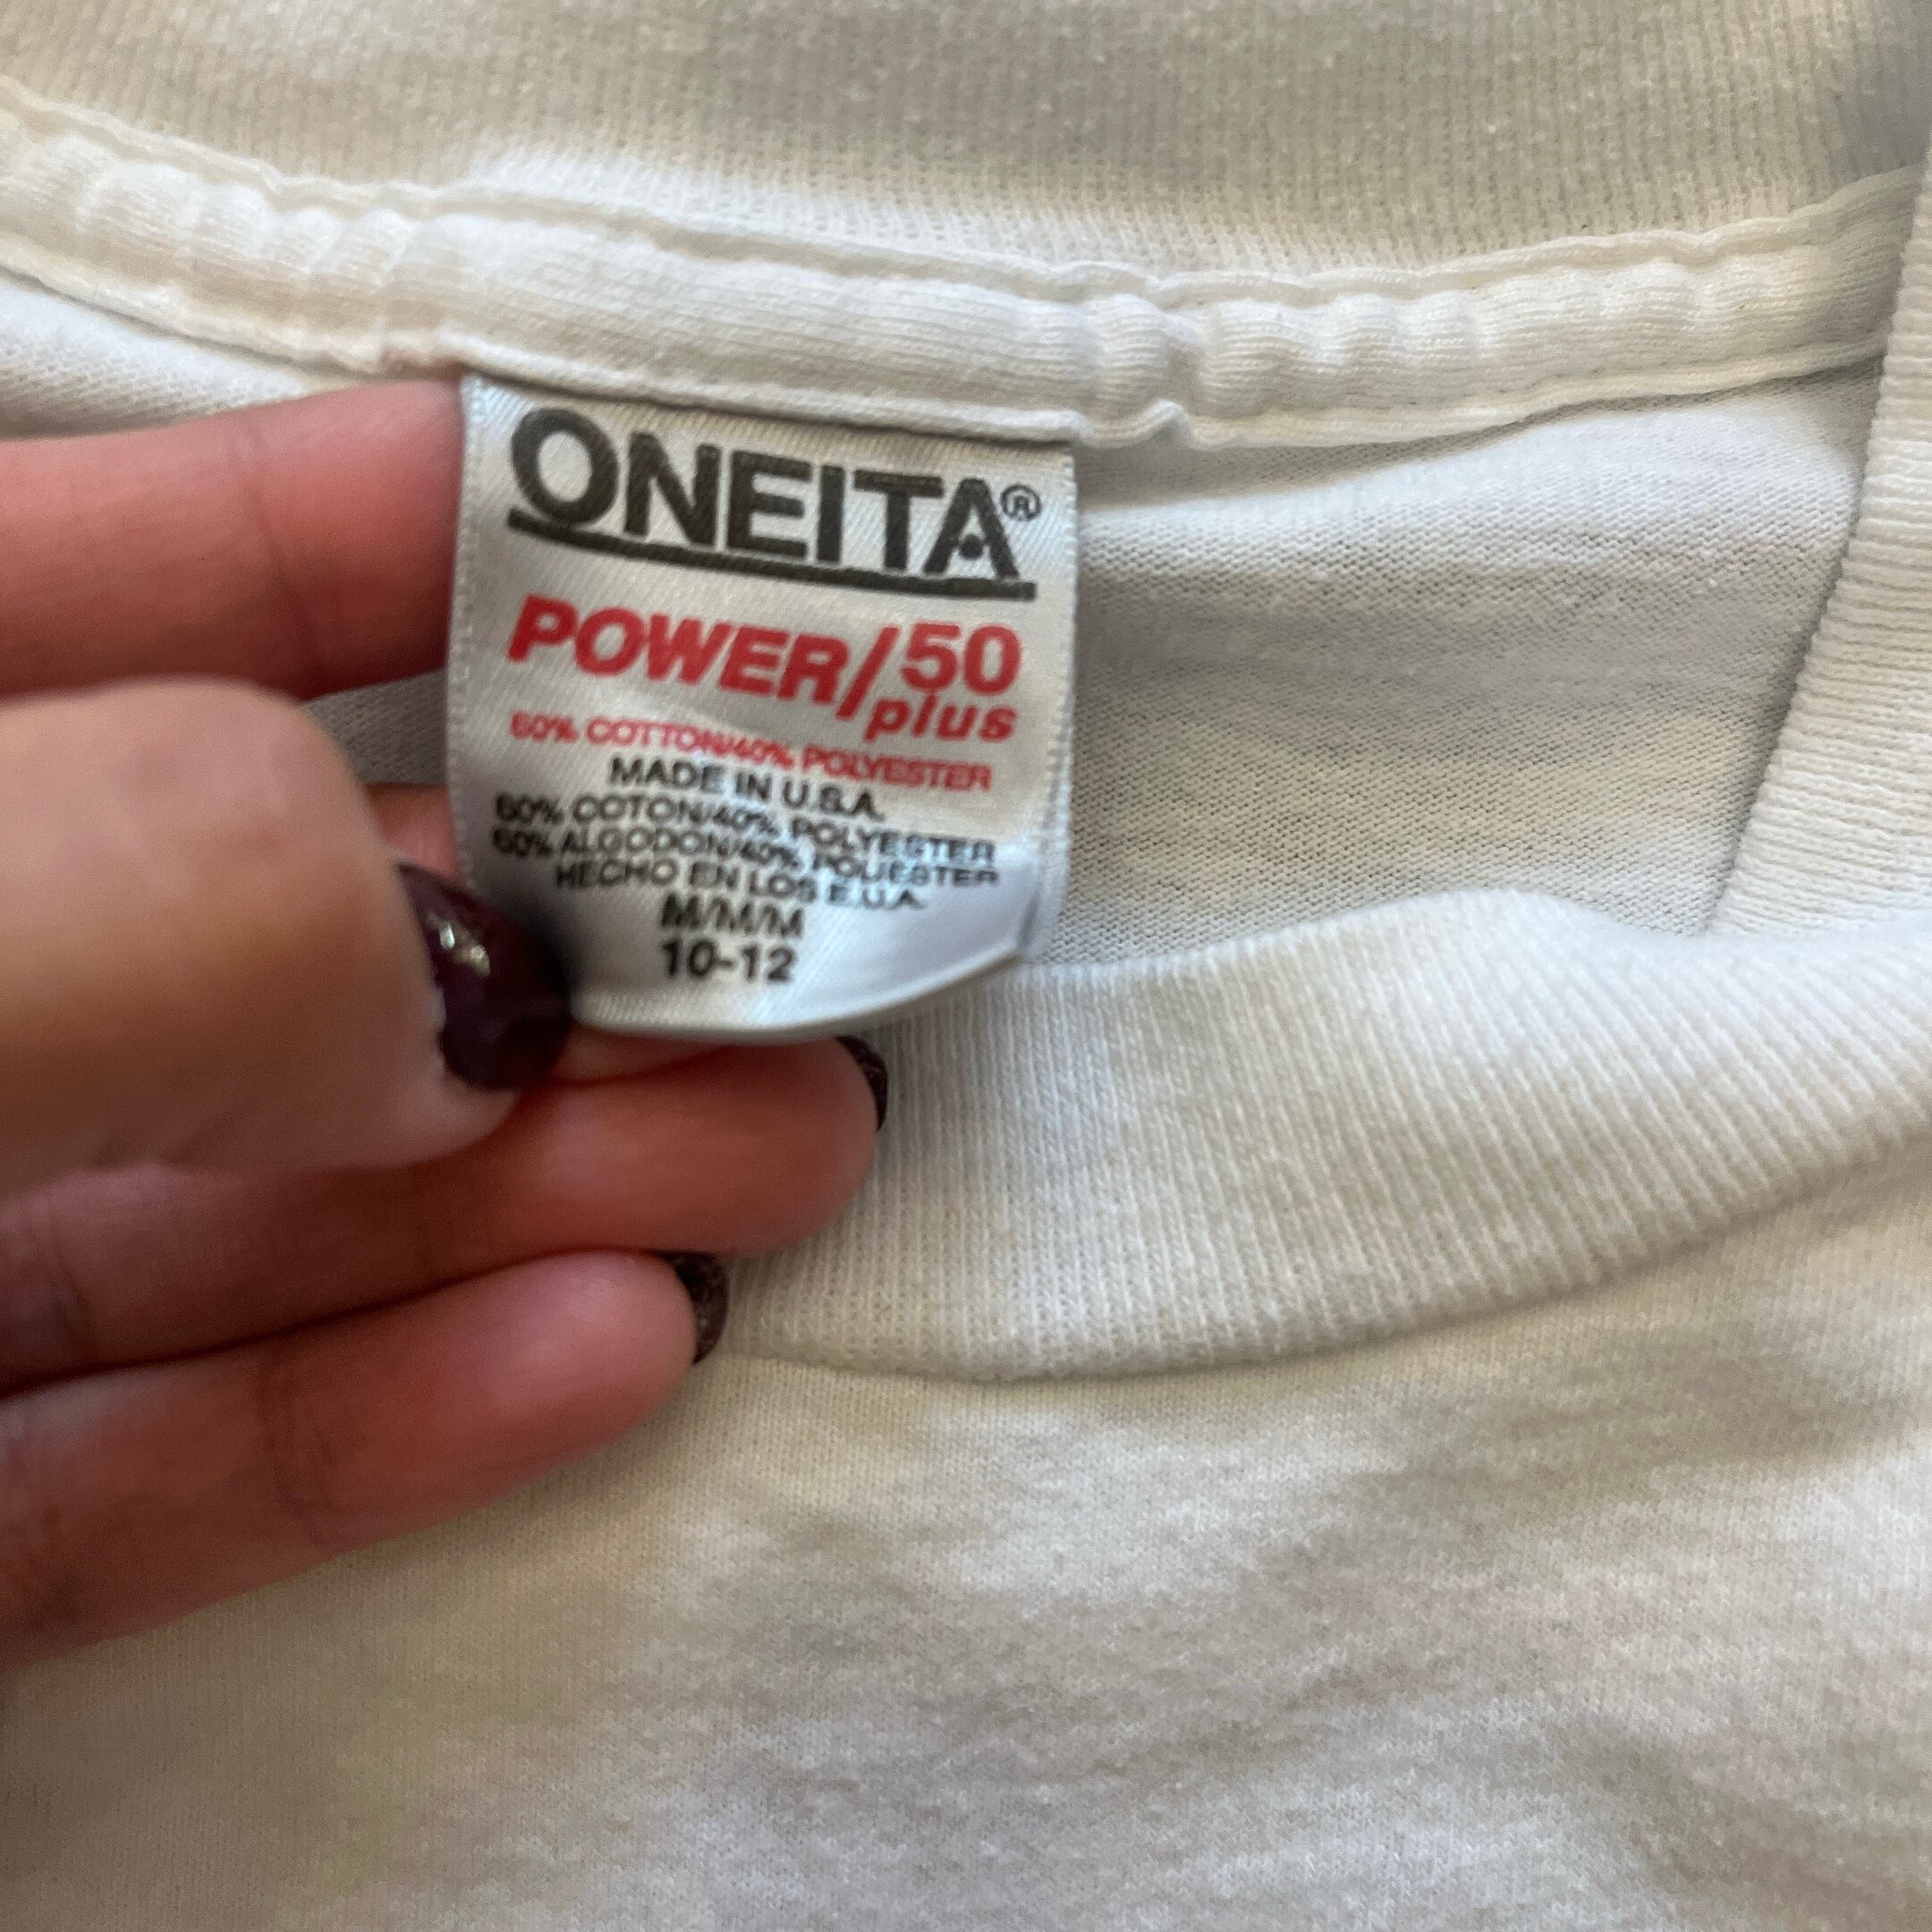 ONEITA®
POWER/50
plus
60% COTTON/40% POLYESTER
MADE IN U.S.A.
60% COTON/40% POLYESTER
60% ALGODON/40% POLIESTER
HECHO EN LOS E.U.A.
M/M/M
10-12